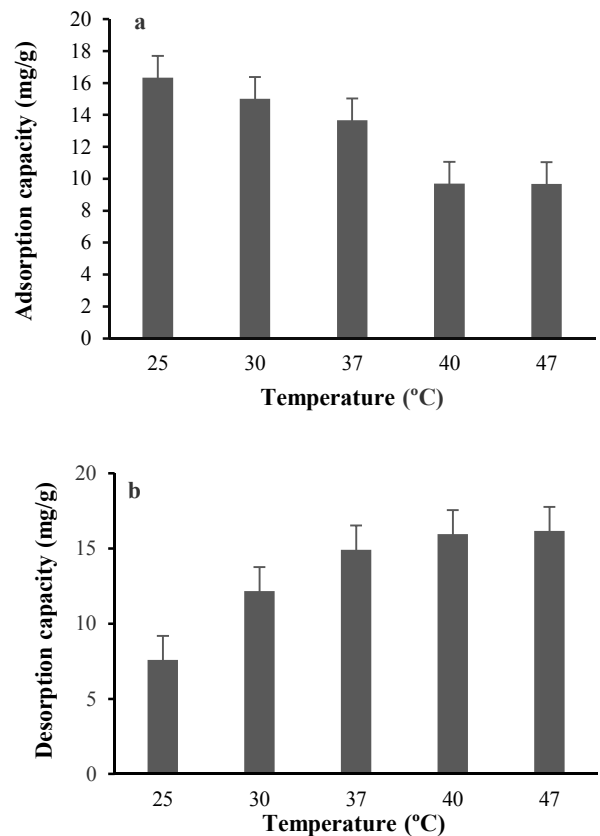 a
Adsorption capacity (mg/g)
18
16
14
12
10
8
6
4
2
0
25 30 37 40 47
Temperature (ºC)
b
Desorption capacity (mg/g)
20
15
10
5
0
25 30 37 40 47
Temperature (ºC)